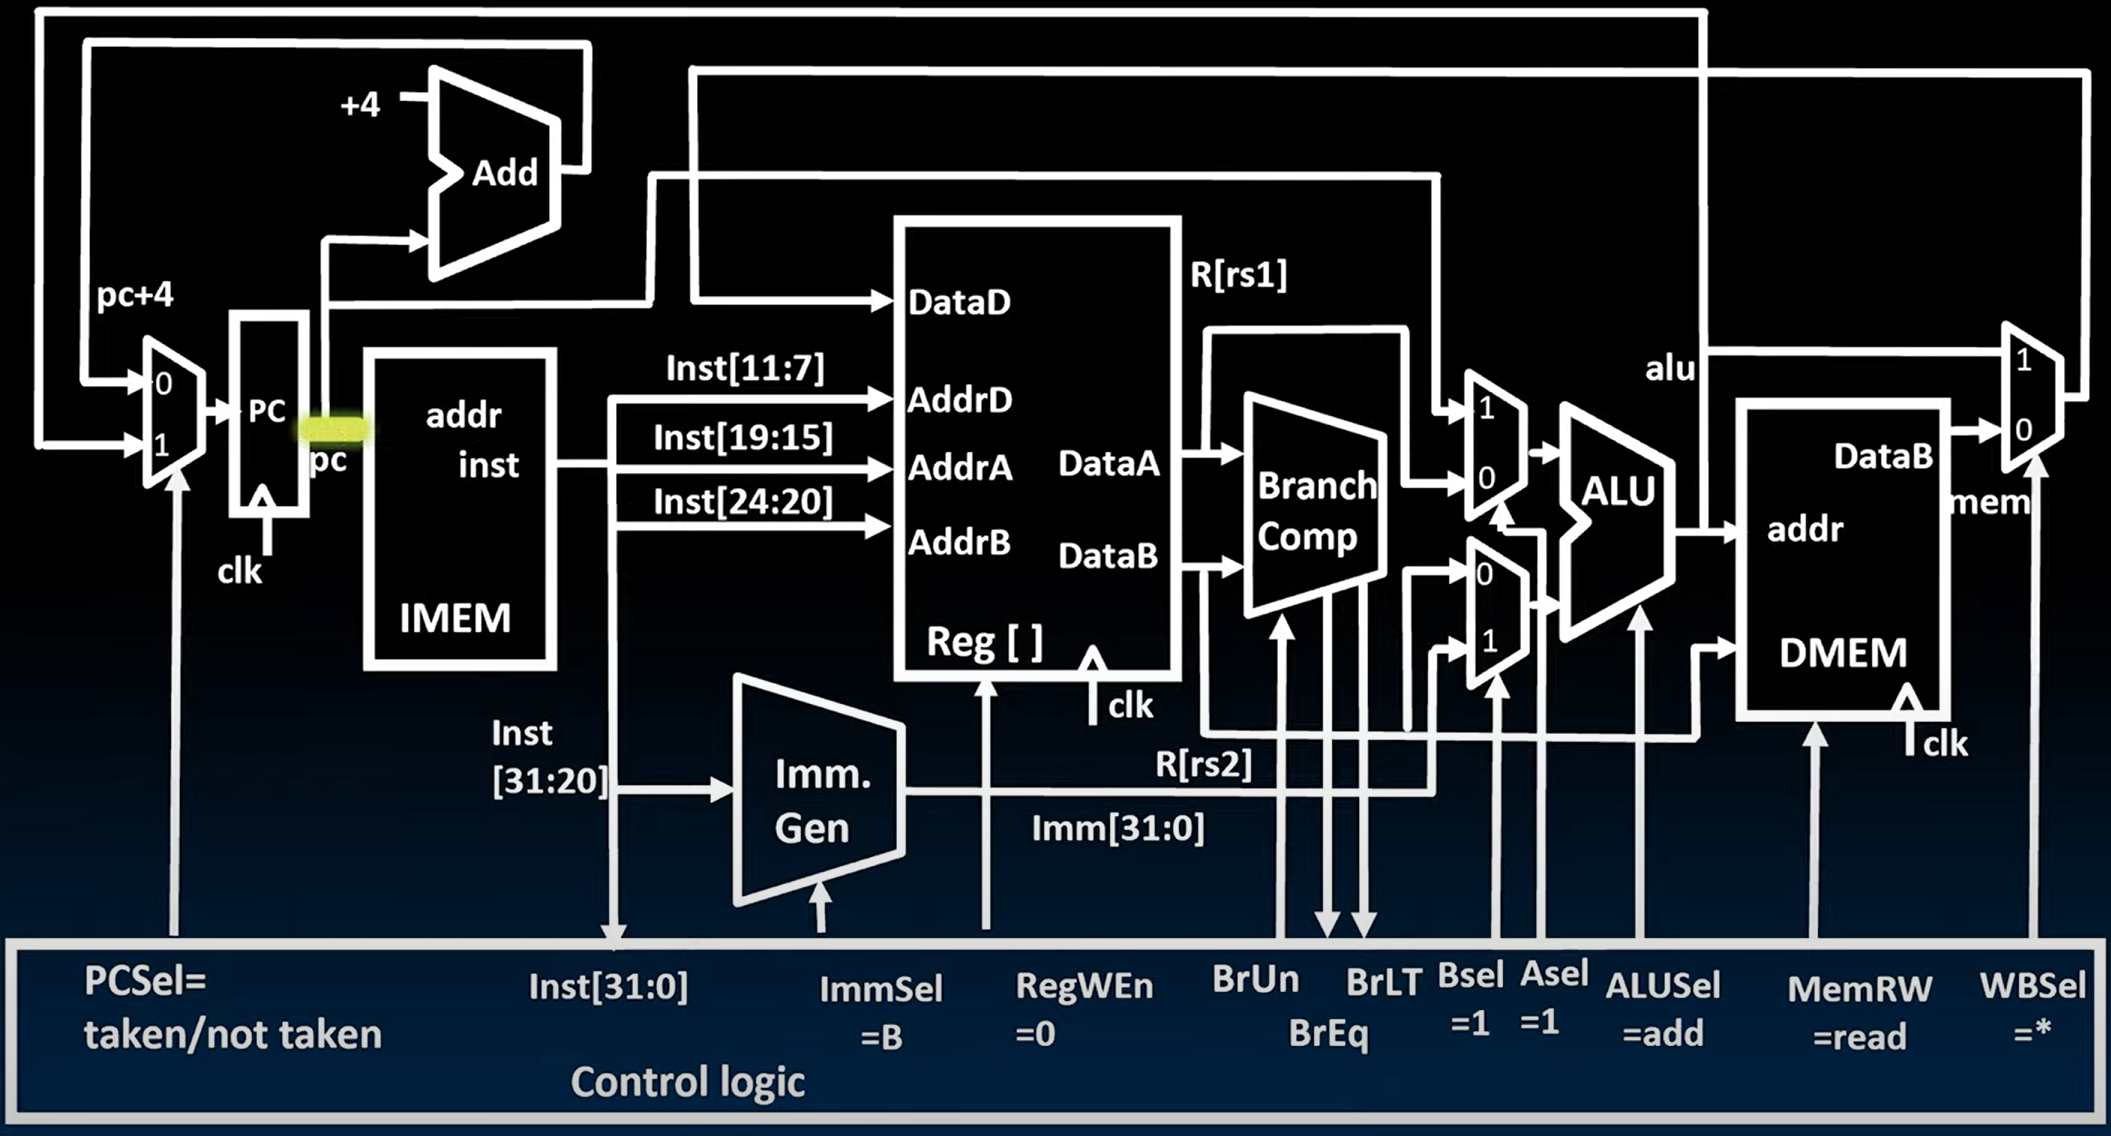 +4
Add
pc+4
0
1
PC
clk
pc
addr
inst
IMEM
Inst[11:7]
Inst[19:15]
Inst[24:20]
DataD
AddrD
AddrA
AddrB
DataA
DataB
Reg [ ]
clk
R[rs1]
Branch
Comp
1
0
0
1
ALU
alu
addr
DataB
DMEM
clk
mem
1
0
Inst
[31:20]
Imm.
Gen
R[rs2]
Imm[31:0]
PCSel=
taken/not taken
Inst[31:0]
ImmSel
=B
RegWEn
=0
BrUn
BrEq
BrLT
Bsel
=1
Asel
=1
ALUSel
=add
MemRW
=read
WBSel
=*
Control logic